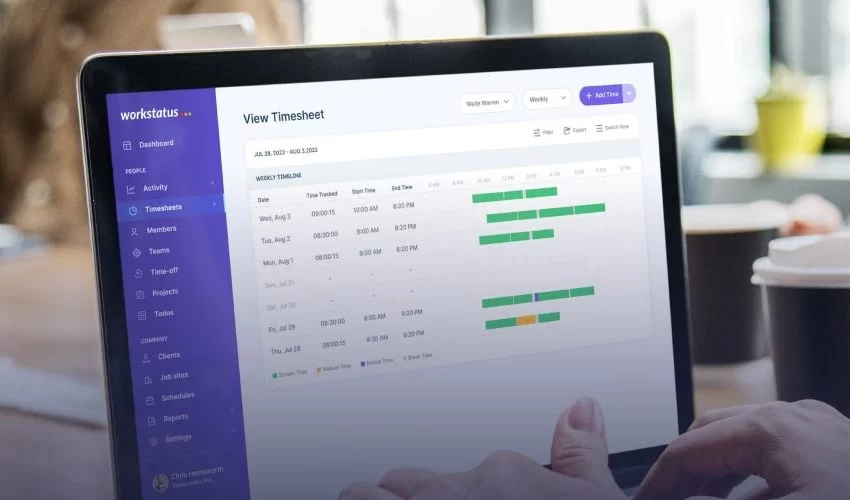 workstatus
Dashboard
PEOPLE
Activity
Timesheets
Members
Teams
Time-off
Projects
Todos
COMPANY
Clients
Job sites
Schedules
Reports
Settings
Chris Hemsworth
View Timesheet
Wade Warren
Weekly
+ Add Time
JUL 28, 2022 - AUG 3,2022
Filter
Export
Switch View
WEEKLY TIMELINE
Date Time Tracked Start Time End Time 6 AM 8 AM 10 AM 12 PM 2 PM 4 PM 6 PM 8 PM
Wed, Aug 3 09:00:15 10:00 AM 6:20 PM
Tue, Aug 2 08:30:00 9:00 AM 6:20 PM
Mon, Aug 1 08:00:15 9:30 AM 6:20 PM
Sun, Jul 31 - - -
Sat, Jul 30 - - -
Fri, Jul 29 08:30:00 9:00 AM 6:20 PM
Thu, Jul 28 08:00:15 9:30 AM 6:20 PM
Manual Time Mobile Time Break Time